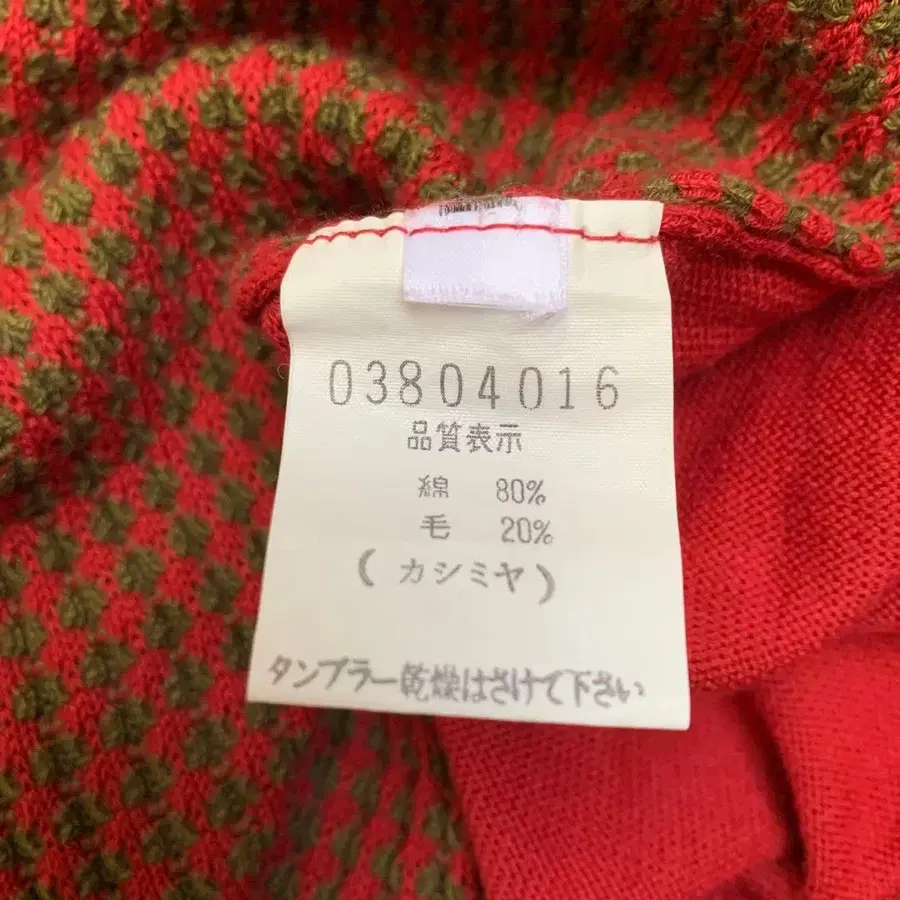 03804016
品質表示
綿 80%
毛 20%
(カシミヤ)
タンブラー乾燥はさけて下さい